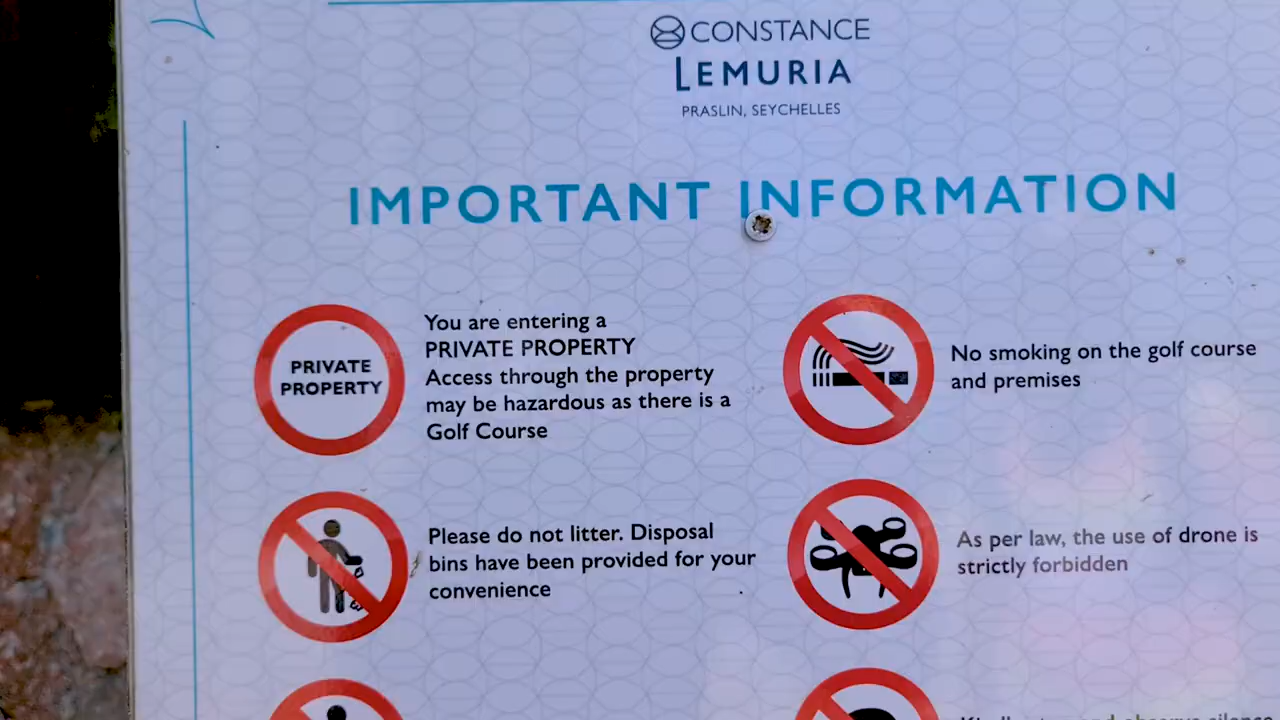 CONSTANCE
LEMURIA
PRASLIN, SEYCHELLES
IMPORTANT INFORMATION
PRIVATE
PROPERTY
You are entering a
PRIVATE PROPERTY
Access through the property
may be hazardous as there is a
Golf Course
No smoking on the golf course
and premises
Please do not litter. Disposal
bins have been provided for your
convenience
As per law, the use of drone is
strictly forbidden